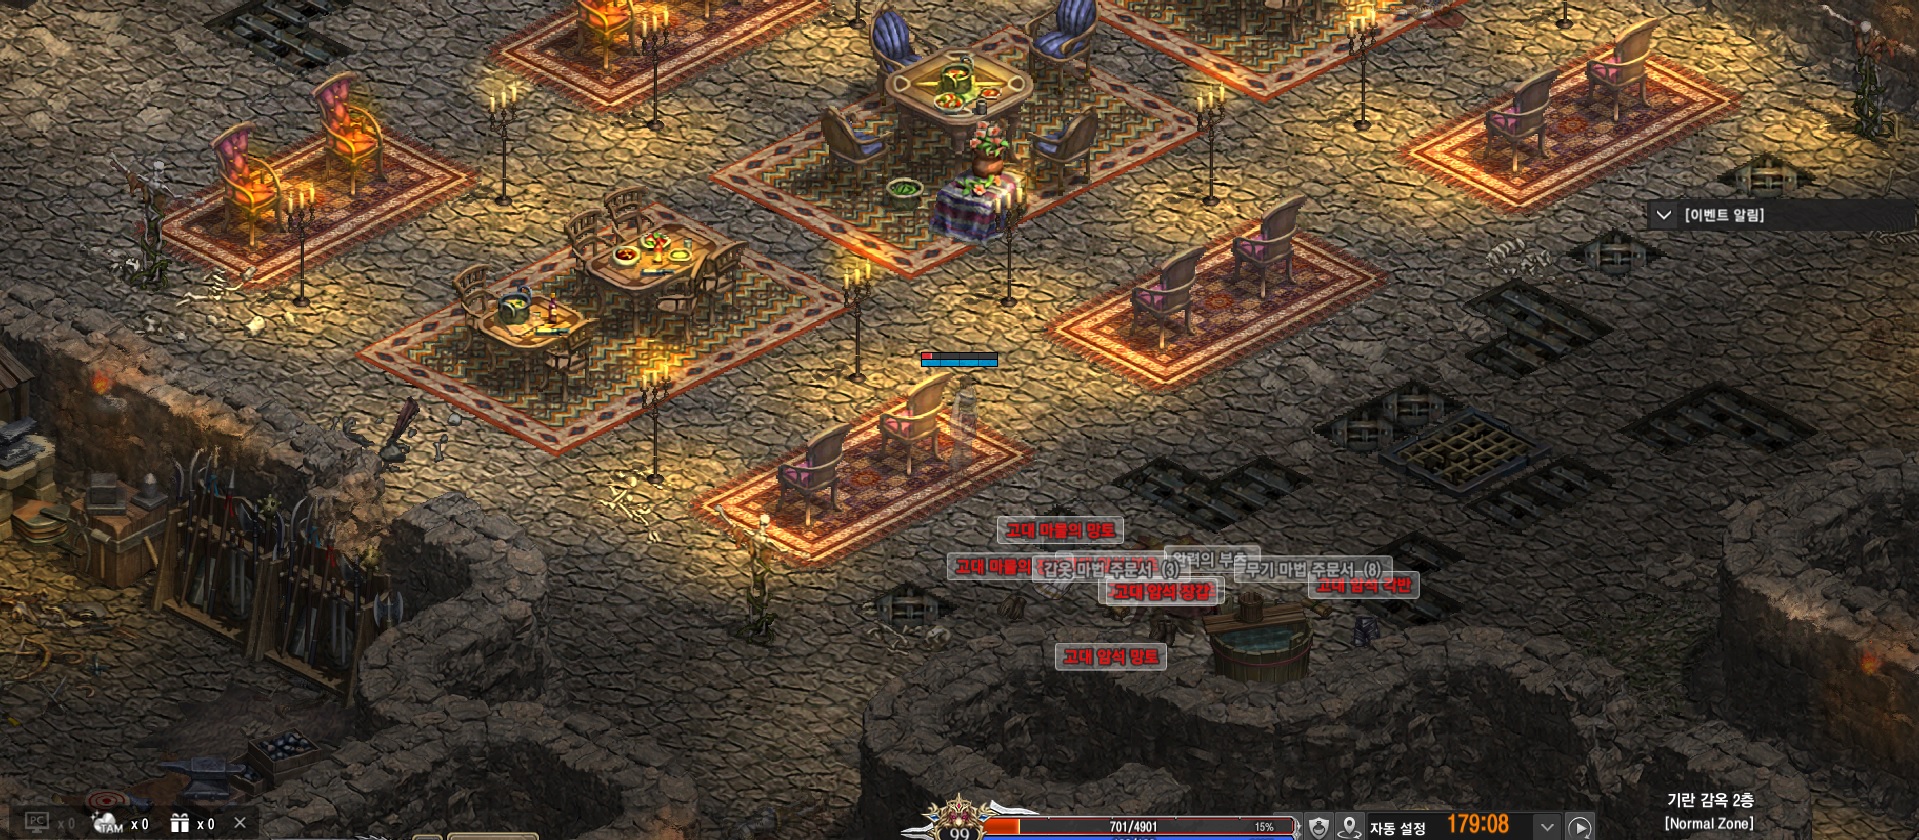 [이벤트 알림]
고대 마물의 망토
고대 마물의
갑옷 마법 주문서 (3)
완력의 부츠
무기 마법 주문서 (8)
고대 암석 장갑
고대 암석 각반
고대 암석 망토
PC x 0
TAM x 0
x 0
99
701/4901
15%
자동 설정
179:08
기란 감옥 2층
[Normal Zone]